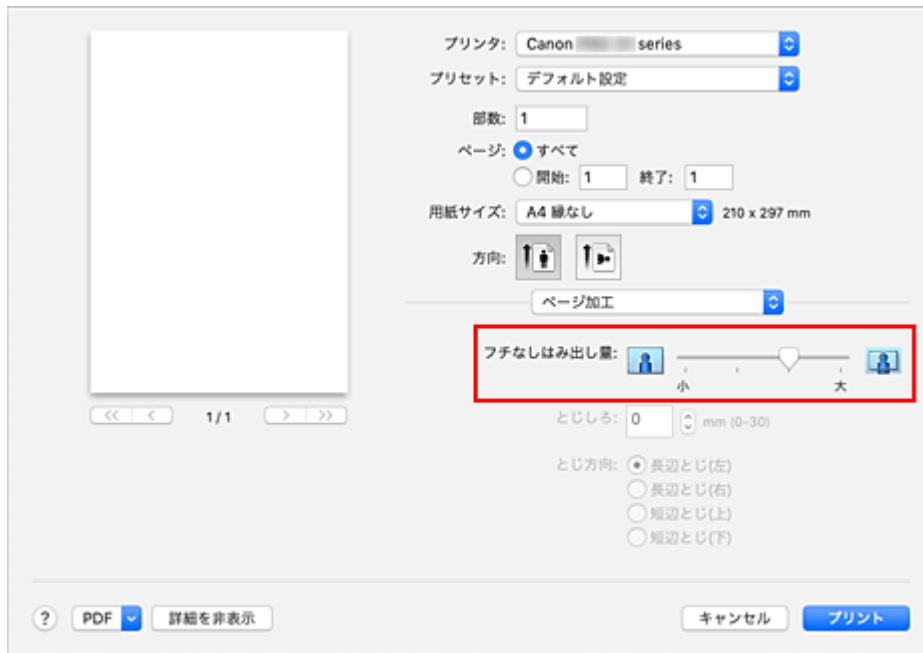 プリンタ: Canon series
プリセット: デフォルト設定
部数: 1
ページ: すべて
開始: 1 終了: 1
用紙サイズ: A4 縁なし 210 x 297 mm
方向:
ページ加工
フチなしはみ出し量:
小 大
1/1
とじしろ: 0 mm (0-30)
とじ方向: 長辺とじ(左)
長辺とじ(右)
短辺とじ(上)
短辺とじ(下)
? PDF 詳細を非表示 キャンセル プリント